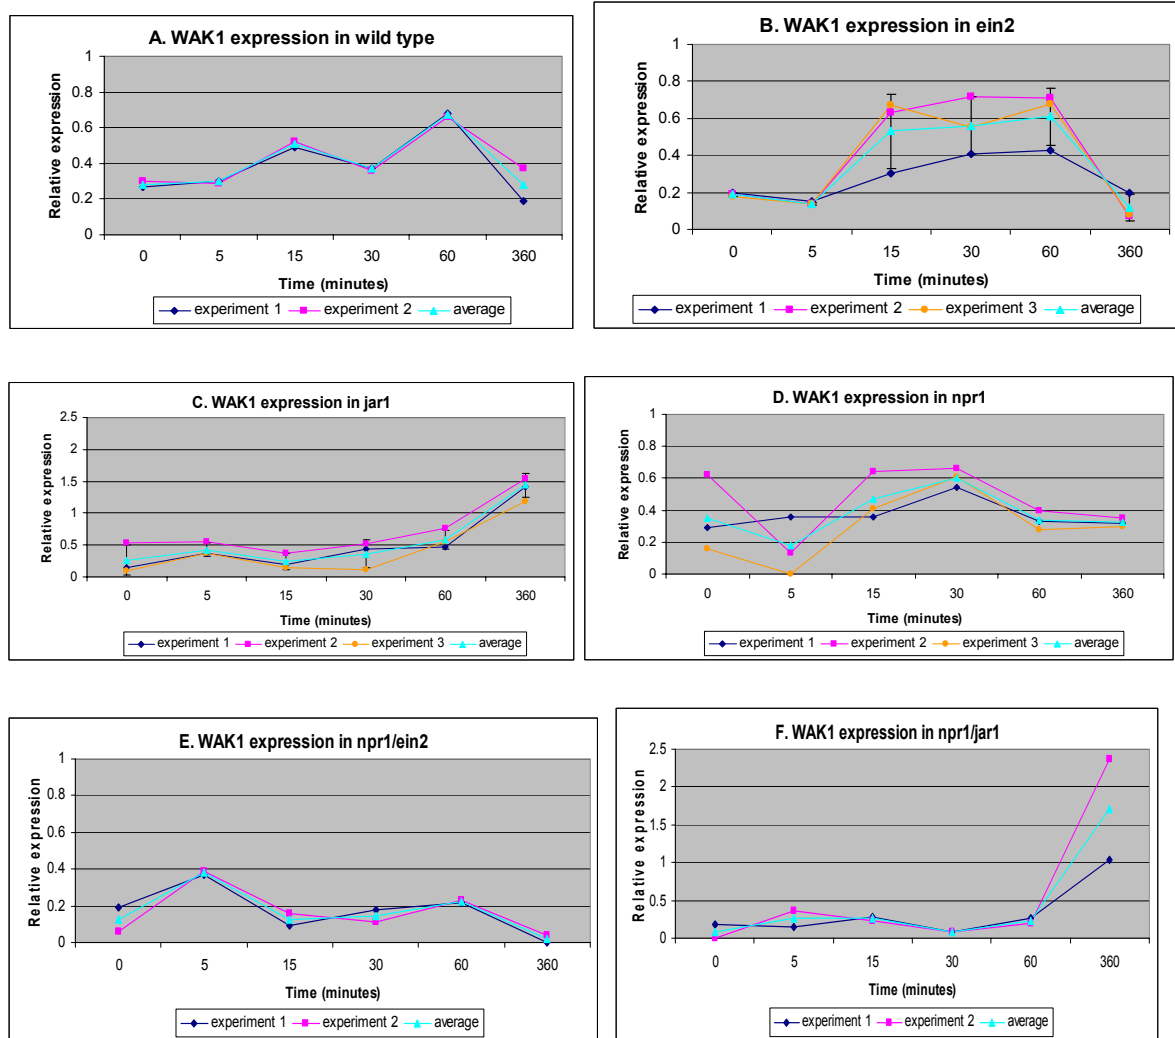 A. WAK1 expression in wild type
Relative expression
1
0.8
0.6
0.4
0.2
0
0 5 15 30 60 360
Time (minutes)
experiment 1 experiment 2 average
B. WAK1 expression in ein2
Relative expression
1
0.8
0.6
0.4
0.2
0
0 5 15 30 60 360
Time (minutes)
experiment 1 experiment 2 experiment 3 average
C. WAK1 expression in jar1
Relative expression
2.5
2
1.5
1
0.5
0
0 5 15 30 60 360
Time (minutes)
experiment 1 experiment 2 experiment 3 average
D. WAK1 expression in npr1
Relative expression
1
0.8
0.6
0.4
0.2
0
0 5 15 30 60 360
Time (minutes)
experiment 1 experiment 2 experiment 3 average
E. WAK1 expression in npr1/ein2
Relative expression
1
0.8
0.6
0.4
0.2
0
0 5 15 30 60 360
Time (minutes)
experiment 1 experiment 2 average
F. WAK1 expression in npr1/jar1
Relative expression
2.5
2
1.5
1
0.5
0
0 5 15 30 60 360
Time (minutes)
experiment 1 experiment 2 average